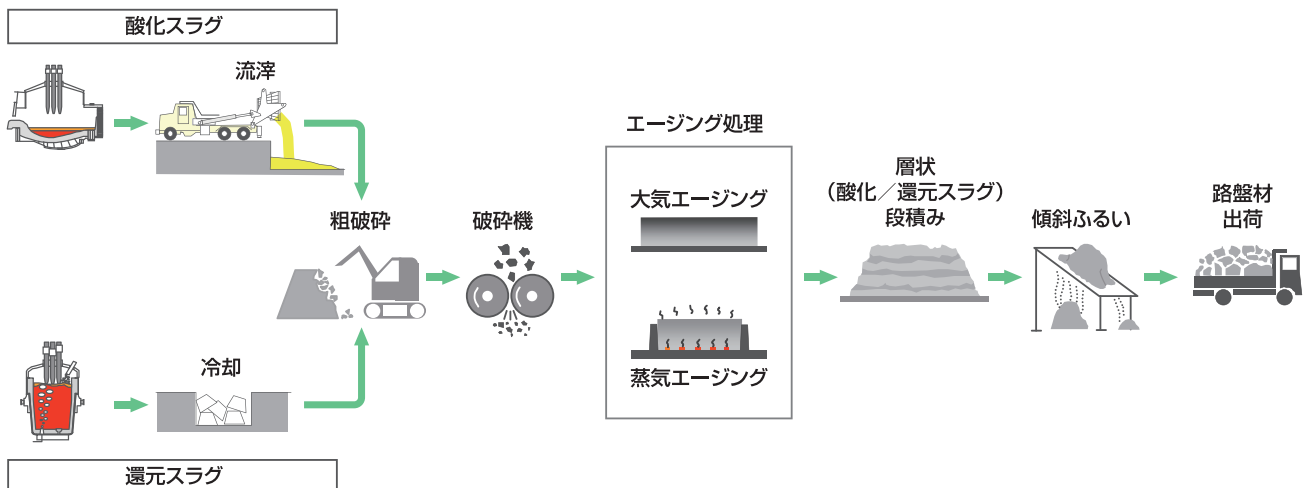 酸化スラグ
流滓
粗破砕
破砕機
エージング処理
大気エージング
蒸気エージング
層状
（酸化／還元スラグ）
段積み
傾斜ふるい
路盤材
出荷
冷却
還元スラグ